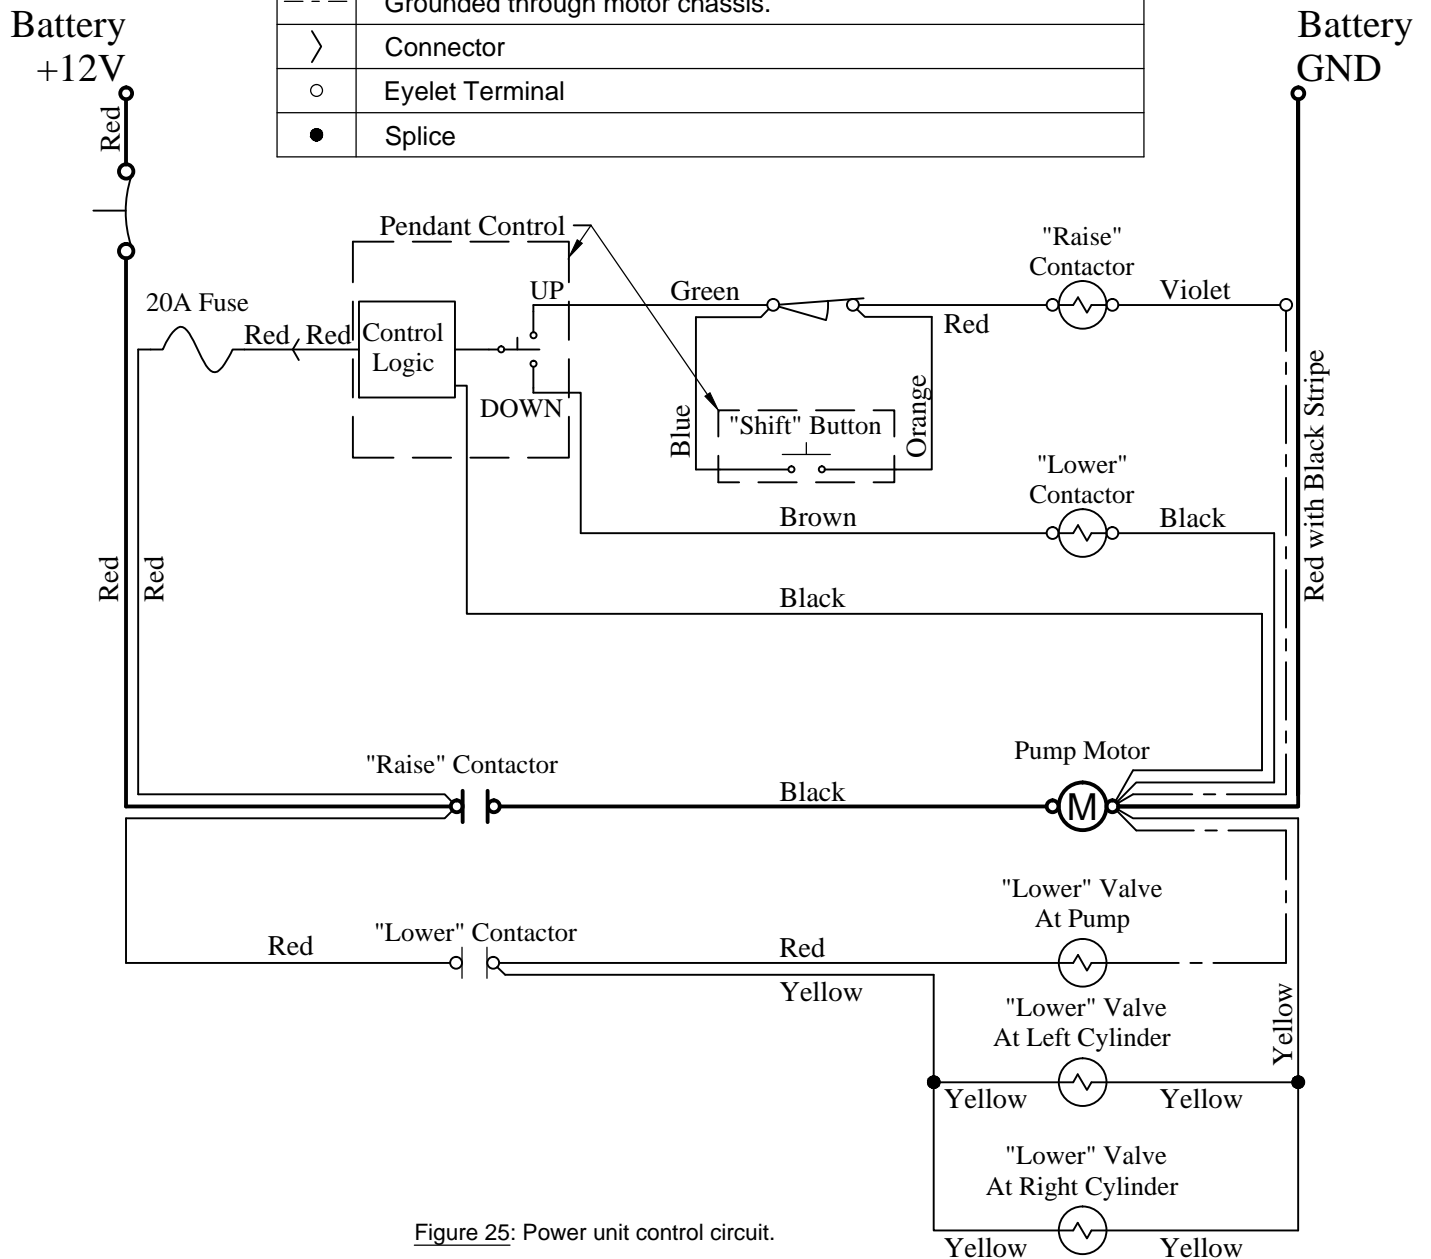 Grounded through motor chassis.
Connector
Eyelet Terminal
Splice
Battery
+12V
Battery
GND
Red
Pendant Control
"Raise"
Contactor
20A Fuse
UP
Green
Violet
Red
Red
Control
Logic
Red
DOWN
Blue
"Shift" Button
Orange
"Lower"
Contactor
Red with Black Stripe
Brown
Black
Red
Red
Black
"Raise" Contactor
Black
Pump Motor
M
"Lower" Valve
At Pump
Red
"Lower" Contactor
Red
Yellow
"Lower" Valve
At Left Cylinder
Yellow
Yellow
Yellow
"Lower" Valve
At Right Cylinder
Yellow
Yellow
Figure 25: Power unit control circuit.